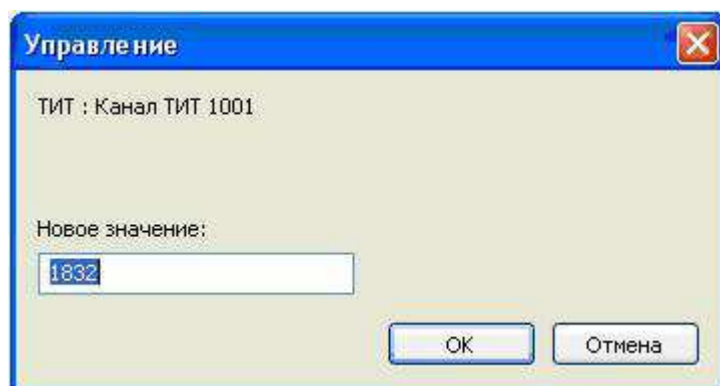 Управление
ТИТ : Канал ТИТ 1001
Новое значение:
1832
OK
Отмена